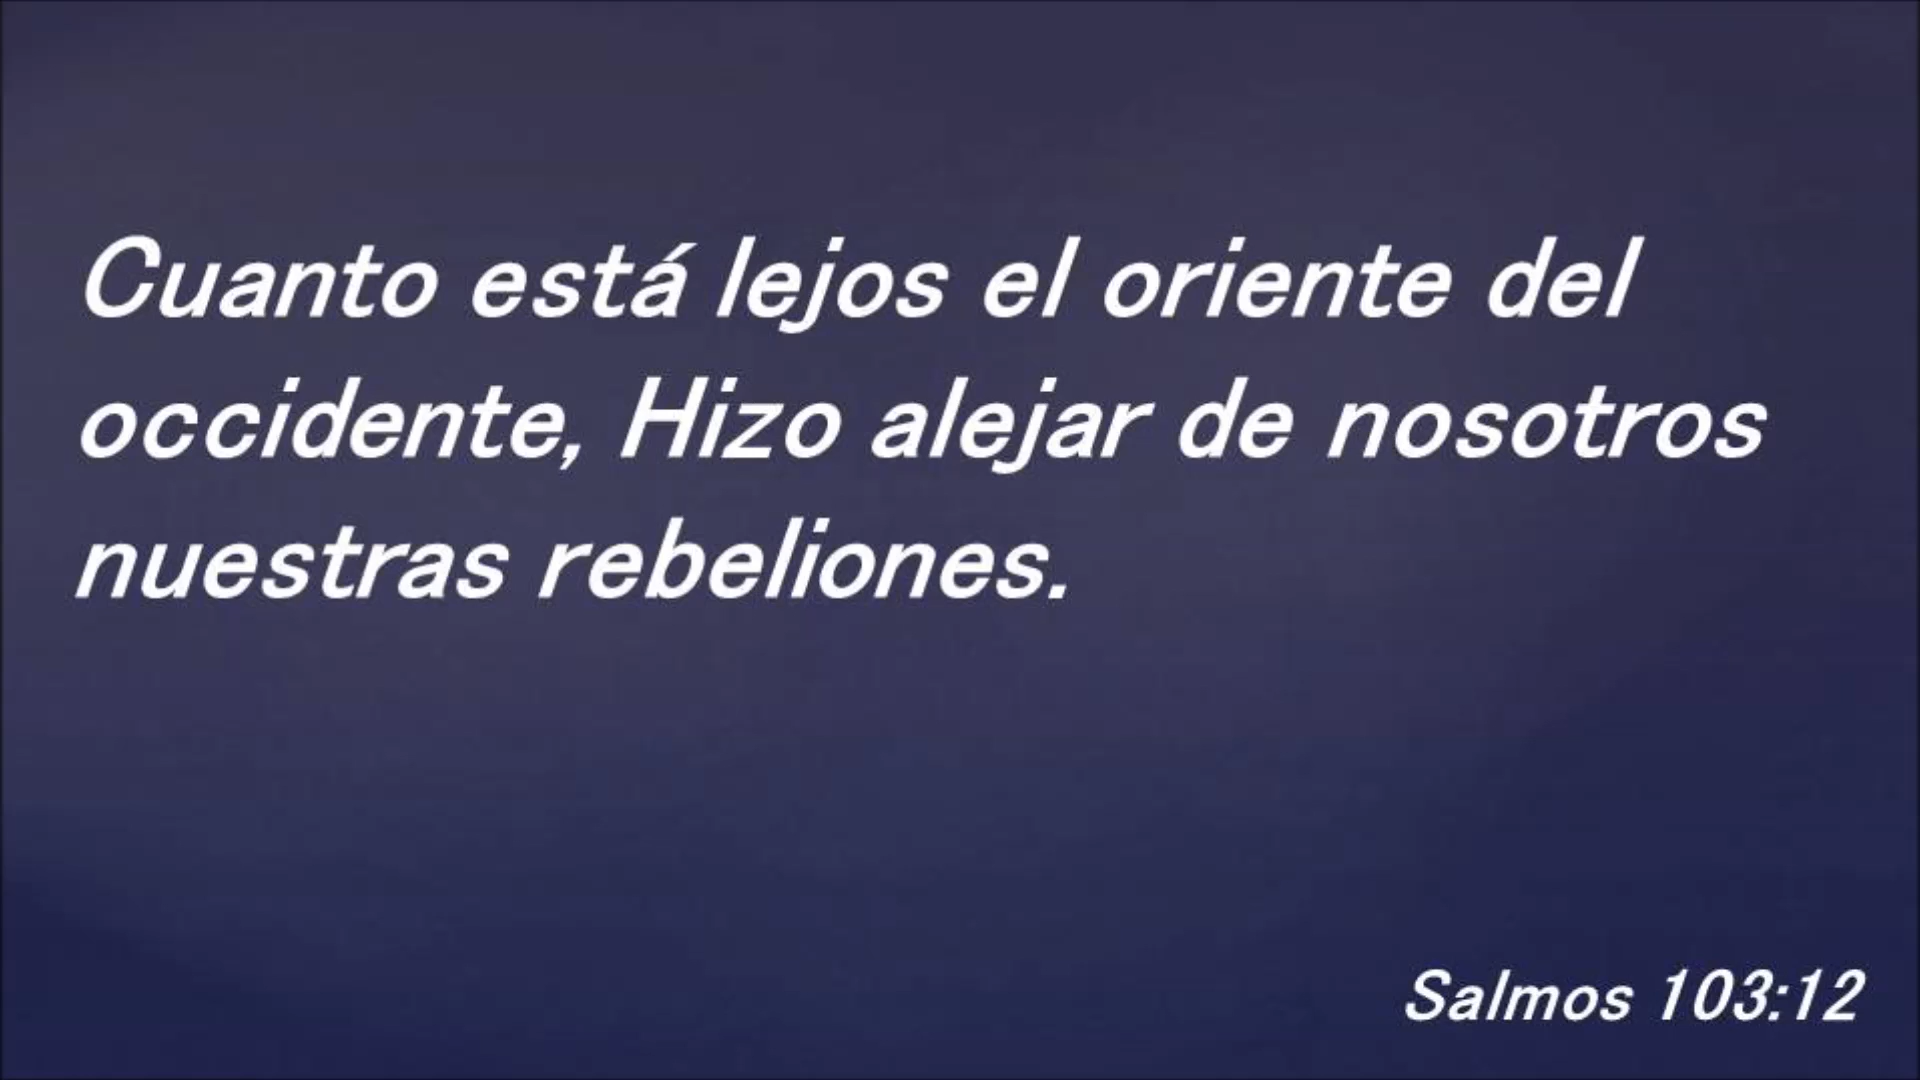 Cuanto está lejos el oriente del
occidente, Hizo alejar de nosotros
nuestras rebeliones.
Salmos 103:12